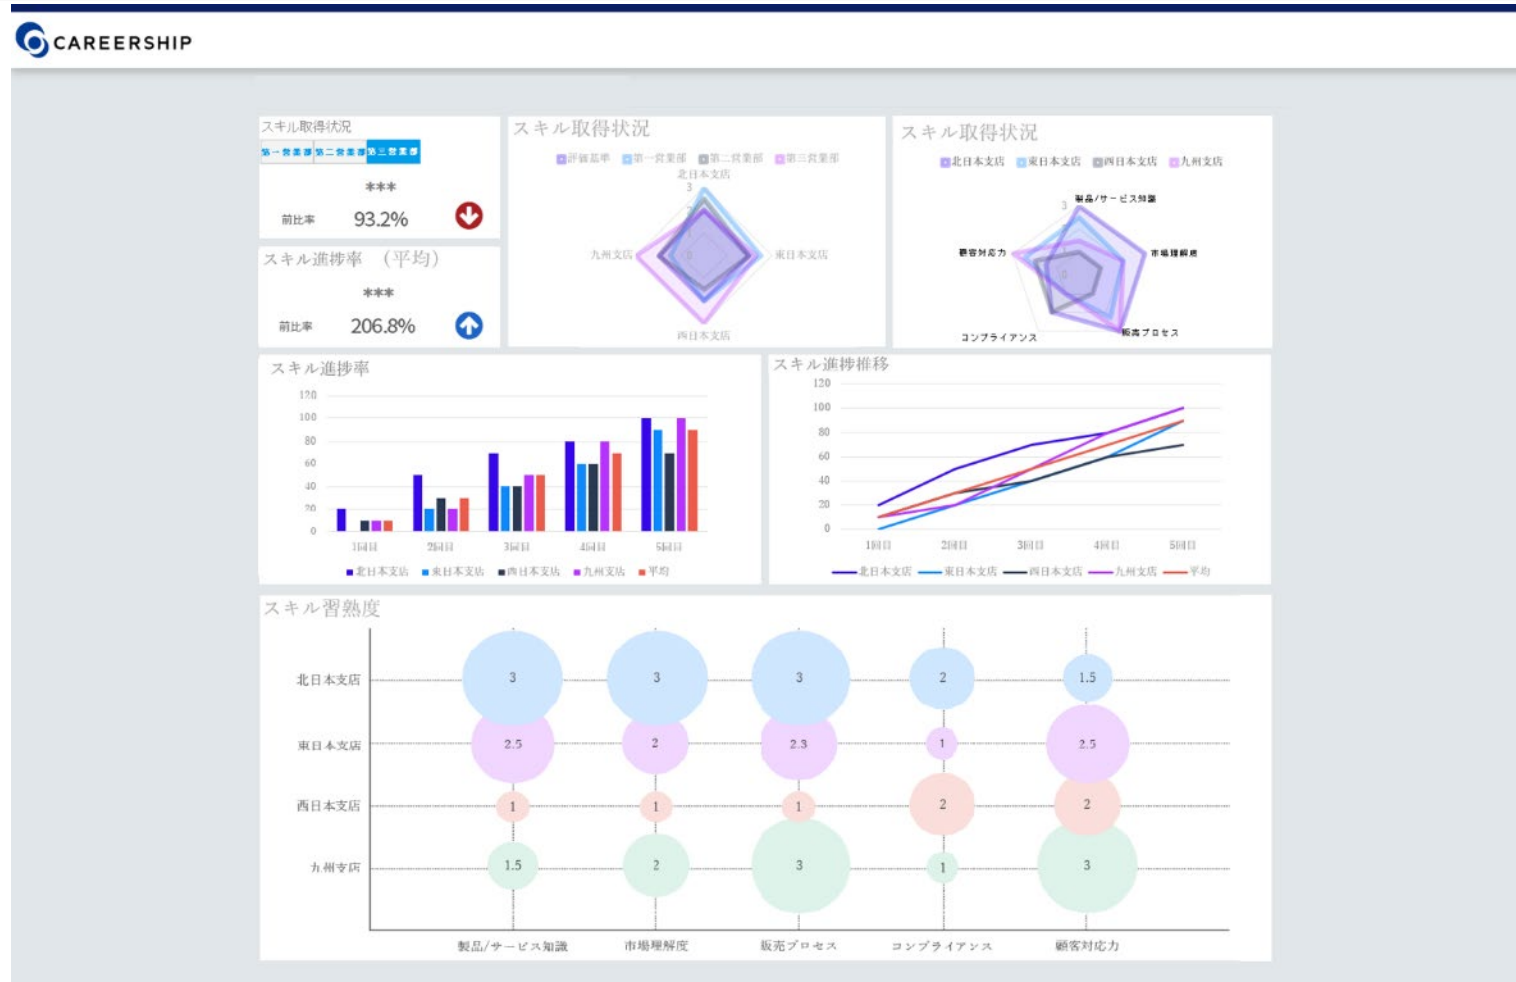 CAREERSHIP
スキル取得状況
第一営業部 第二営業部 第三営業部
***
前比率 93.2%
スキル進捗率 （平均）
***
前比率 206.8%
スキル取得状況
評価基準 第一営業部 第二営業部 第三営業部
北日本支店
3
2
1
0
九州支店
東日本支店
西日本支店
スキル取得状況
北日本支店 東日本支店 西日本支店 九州支店
製品/サービス知識
3
1
0
顧客対応力
市場理解度
コンプライアンス
販売プロセス
スキル進捗率
120
100
80
60
40
20
0
1回目 2回目 3回目 4回目 5回目
北日本支店 東日本支店 西日本支店 九州支店 平均
スキル進捗推移
120
100
80
60
40
20
0
1回目 2回目 3回目 4回目 5回目
北日本支店 東日本支店 西日本支店 九州支店 平均
スキル習熟度
北日本支店 3 3 3 2 1.5
東日本支店 2.5 2 2.3 1 2.5
西日本支店 1 1 1 2 2
九州支店 1.5 2 3 1 3
製品/サービス知識 市場理解度 販売プロセス コンプライアンス 顧客対応力